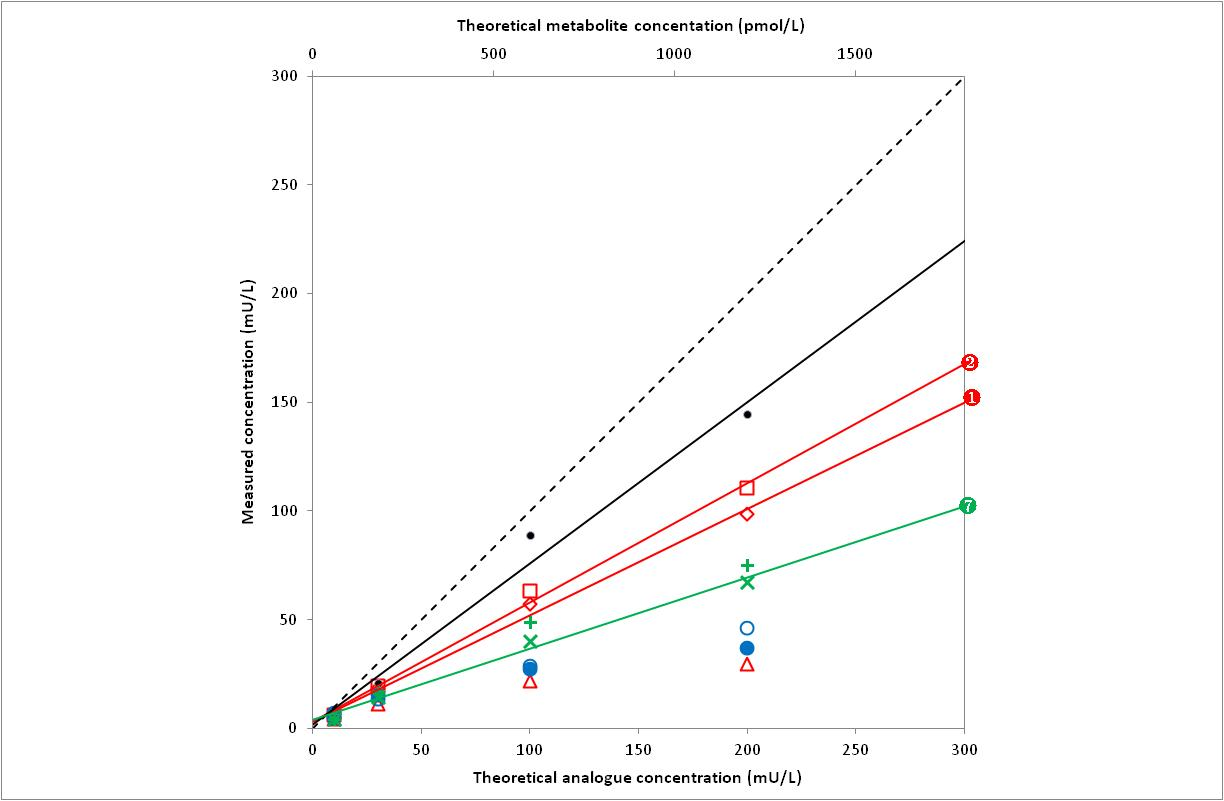 Theoretical metabolite concentation (pmol/L)
0 500 1000 1500
300
250
200
150
100
50
0
Measured concentration (mU/L)
2
1
7
0 50 100 150 200 250 300
Theoretical analogue concentration (mU/L)